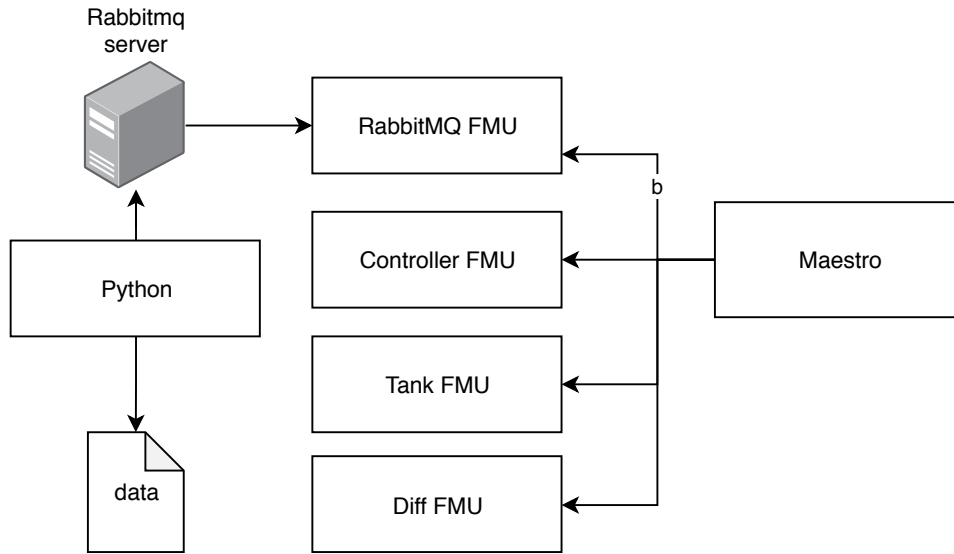 Rabbitmq
server
RabbitMQ FMU
b
Controller FMU
Maestro
Python
Tank FMU
data
Diff FMU